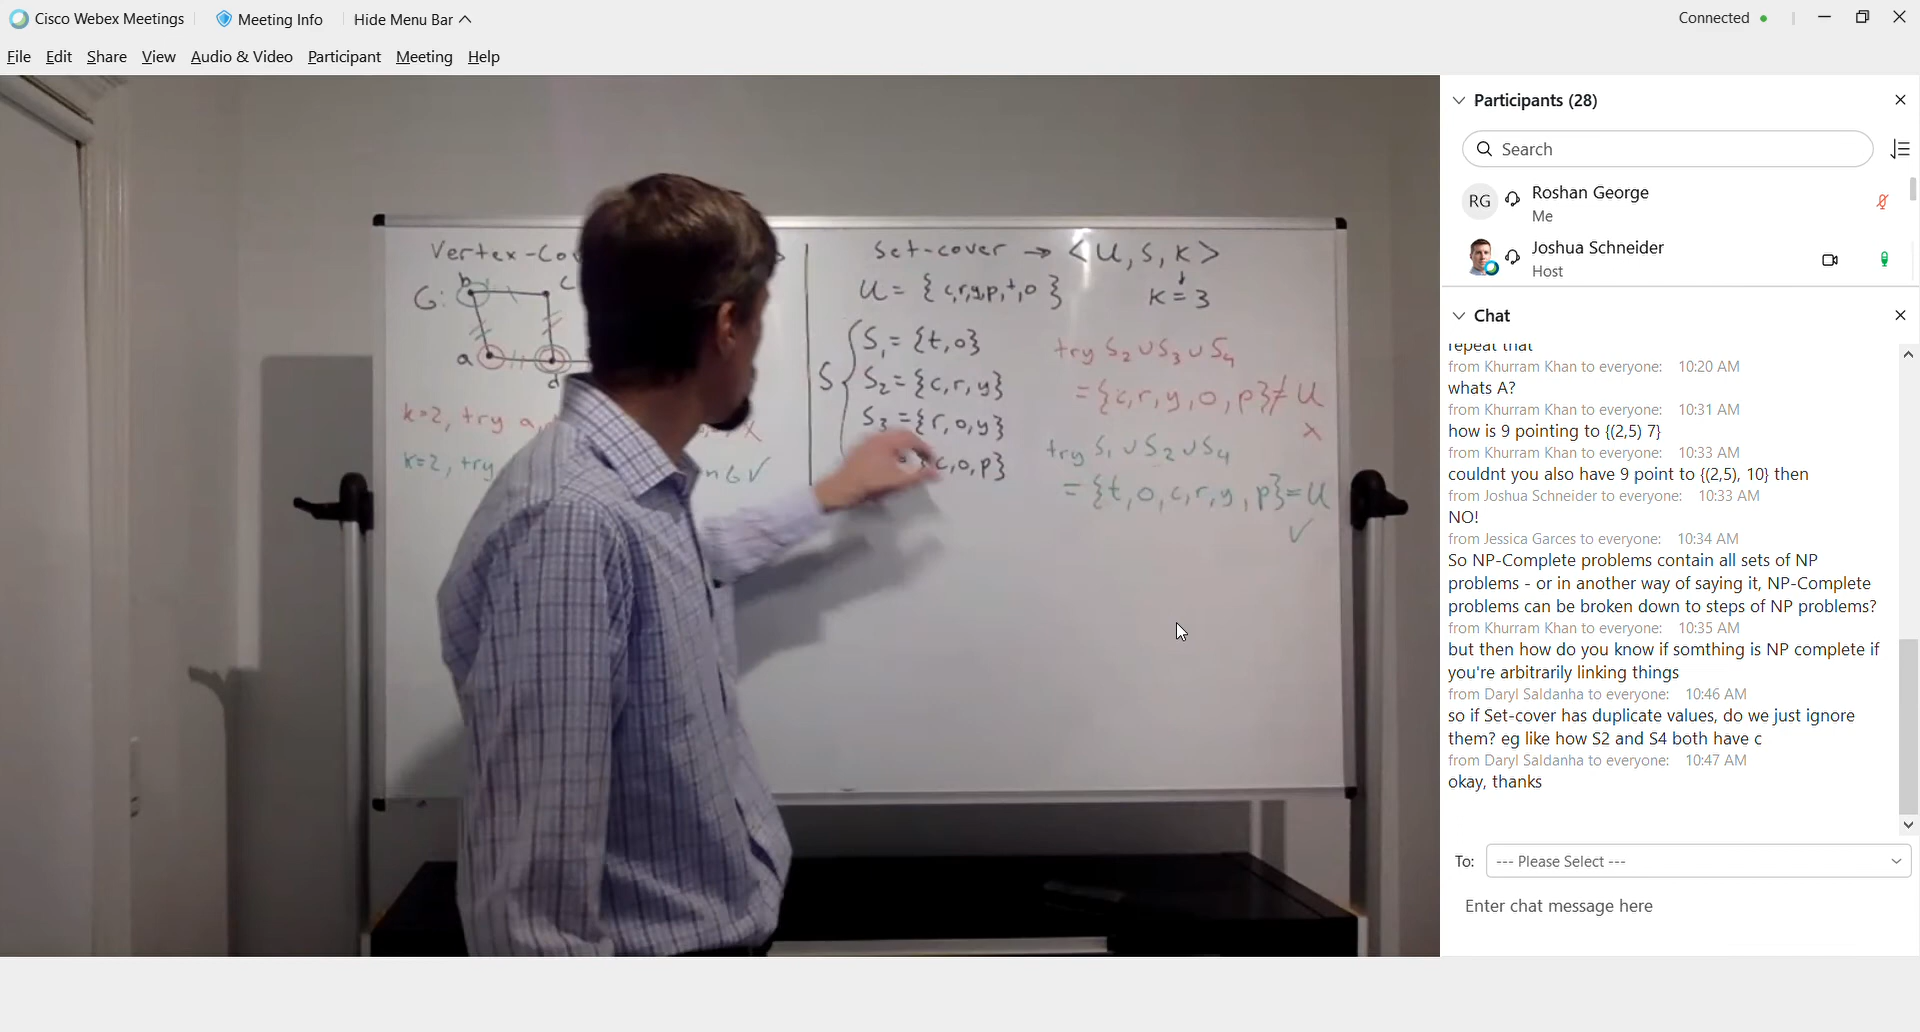 Cisco Webex Meetings
Meeting Info
Hide Menu Bar
Connected
File Edit Share View Audio & Video Participant Meeting Help
Vertex-Co
G:
b
c
a
d
k=2, try a,
k=2, try
n G ✓
Set-cover → <U, S, K>
U = { c,r,y,p,t,o }
K = 3
S
S₁ = {t,o}
S₂ = {c,r,y}
S₃ = {r,o,y}
c,o,p}
try S₂ ∪ S₃ ∪ S₄
= {c,r,y,o,p} ≠ U
X
try S₁ ∪ S₂ ∪ S₄
= {t,o,c,r,y,p} = U
✓
Participants (28)
Search
RG
Roshan George
Me
Joshua Schneider
Host
Chat
repeat that
from Khurram Khan to everyone: 10:20 AM
whats A?
from Khurram Khan to everyone: 10:31 AM
how is 9 pointing to {(2,5) 7}
from Khurram Khan to everyone: 10:33 AM
couldnt you also have 9 point to {(2,5), 10} then
from Joshua Schneider to everyone: 10:33 AM
NO!
from Jessica Garces to everyone: 10:34 AM
So NP-Complete problems contain all sets of NP
problems - or in another way of saying it, NP-Complete
problems can be broken down to steps of NP problems?
from Khurram Khan to everyone: 10:35 AM
but then how do you know if somthing is NP complete if
you're arbitrarily linking things
from Daryl Saldanha to everyone: 10:46 AM
so if Set-cover has duplicate values, do we just ignore
them? eg like how S2 and S4 both have c
from Daryl Saldanha to everyone: 10:47 AM
okay, thanks
To: --- Please Select ---
Enter chat message here